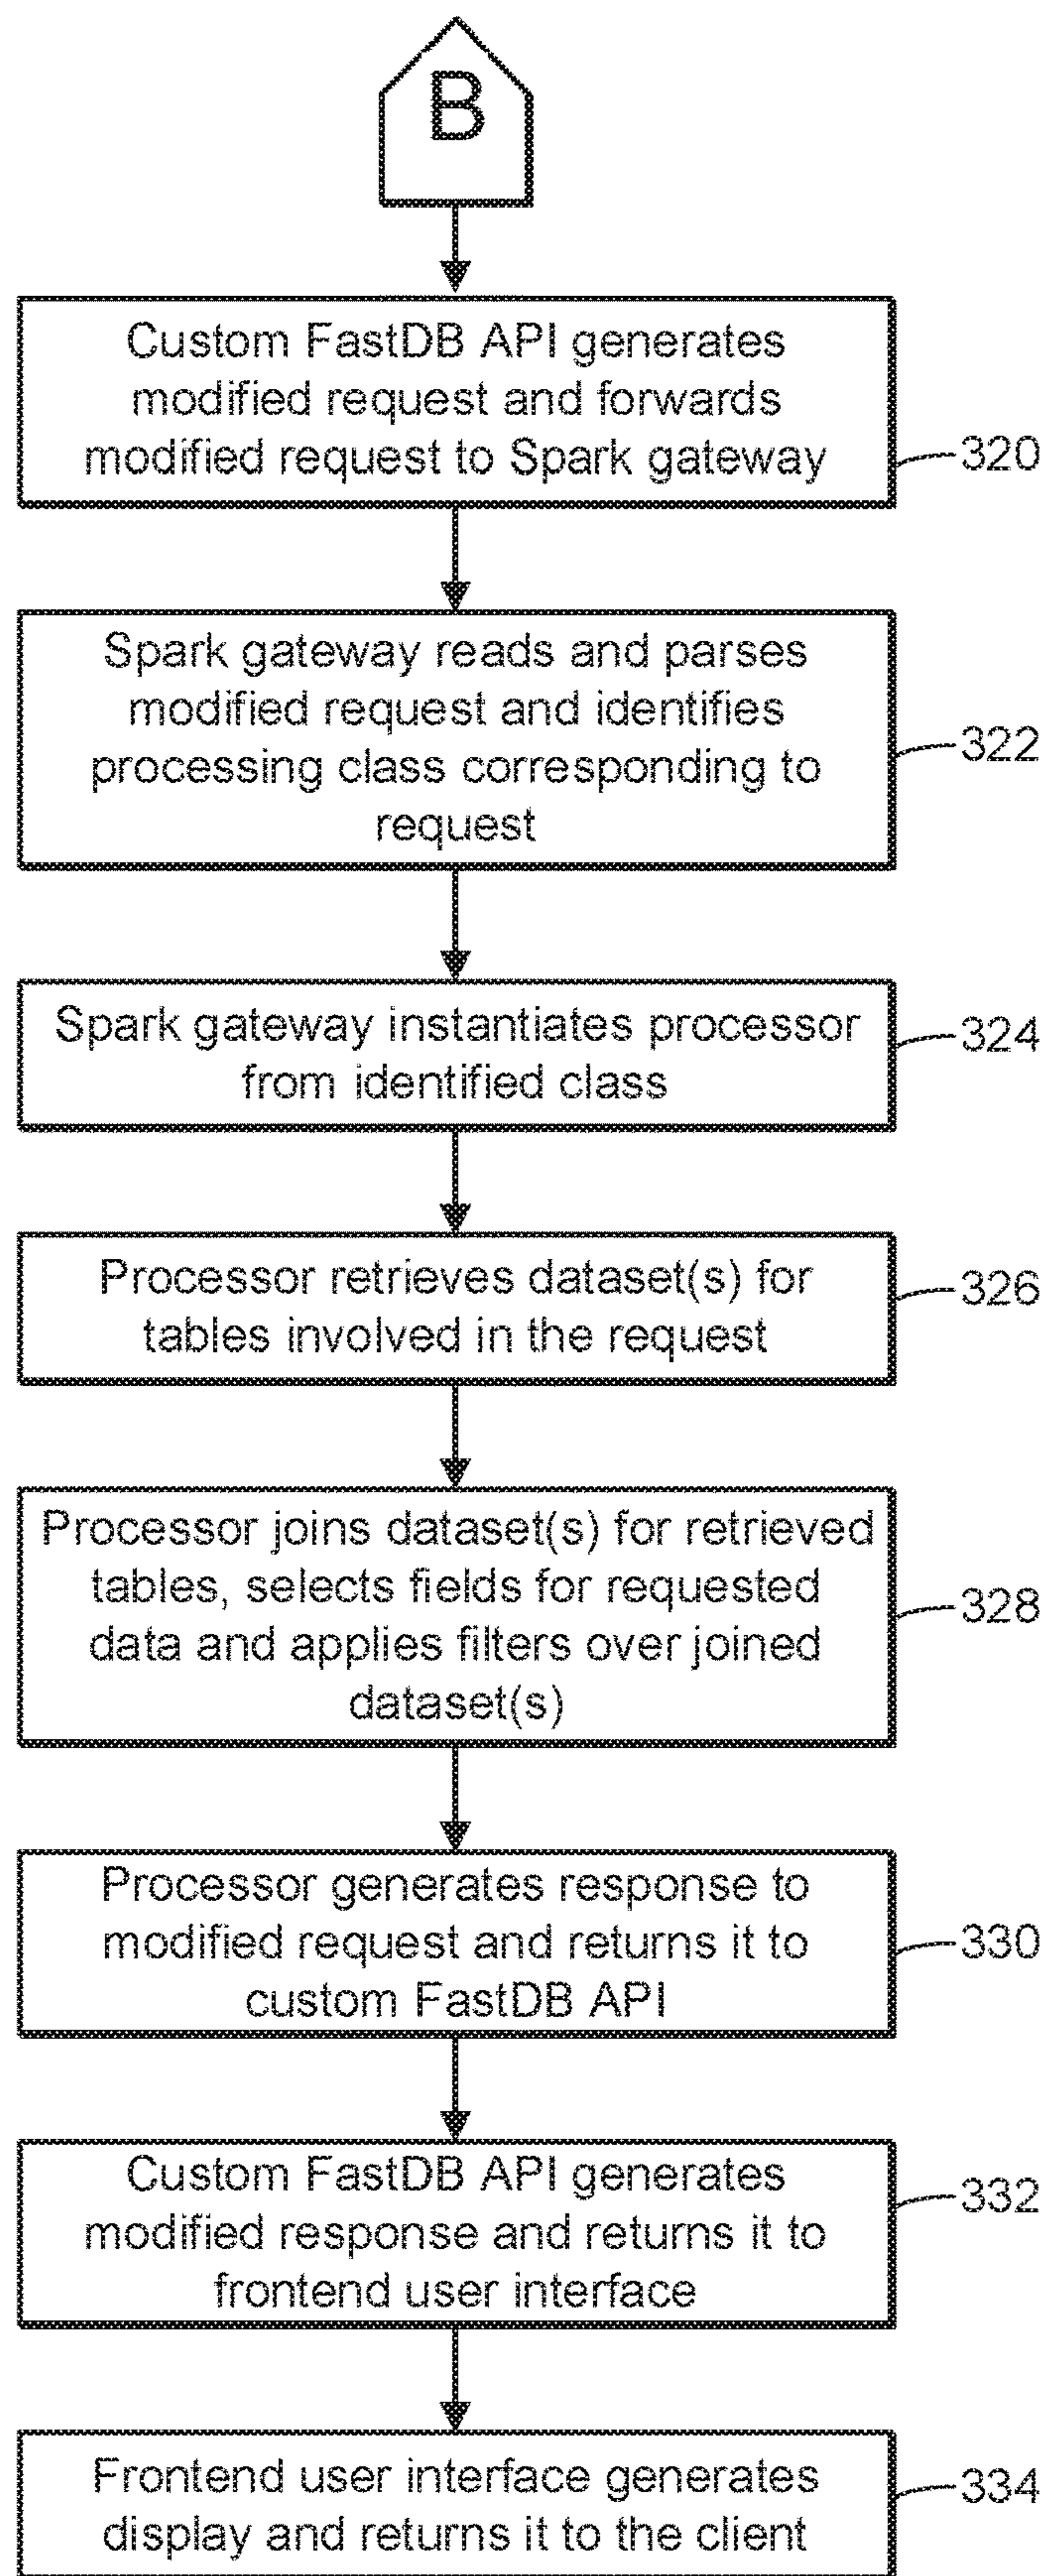 B
Custom FastDB API generates
modified request and forwards
modified request to Spark gateway
320
Spark gateway reads and parses
modified request and identifies
processing class corresponding to
request
322
Spark gateway instantiates processor
from identified class
324
Processor retrieves dataset(s) for
tables involved in the request
326
Processor joins dataset(s) for retrieved
tables, selects fields for requested
data and applies filters over joined
dataset(s)
328
Processor generates response to
modified request and returns it to
custom FastDB API
330
Custom FastDB API generates
modified response and returns it to
frontend user interface
332
Frontend user interface generates
display and returns it to the client
334